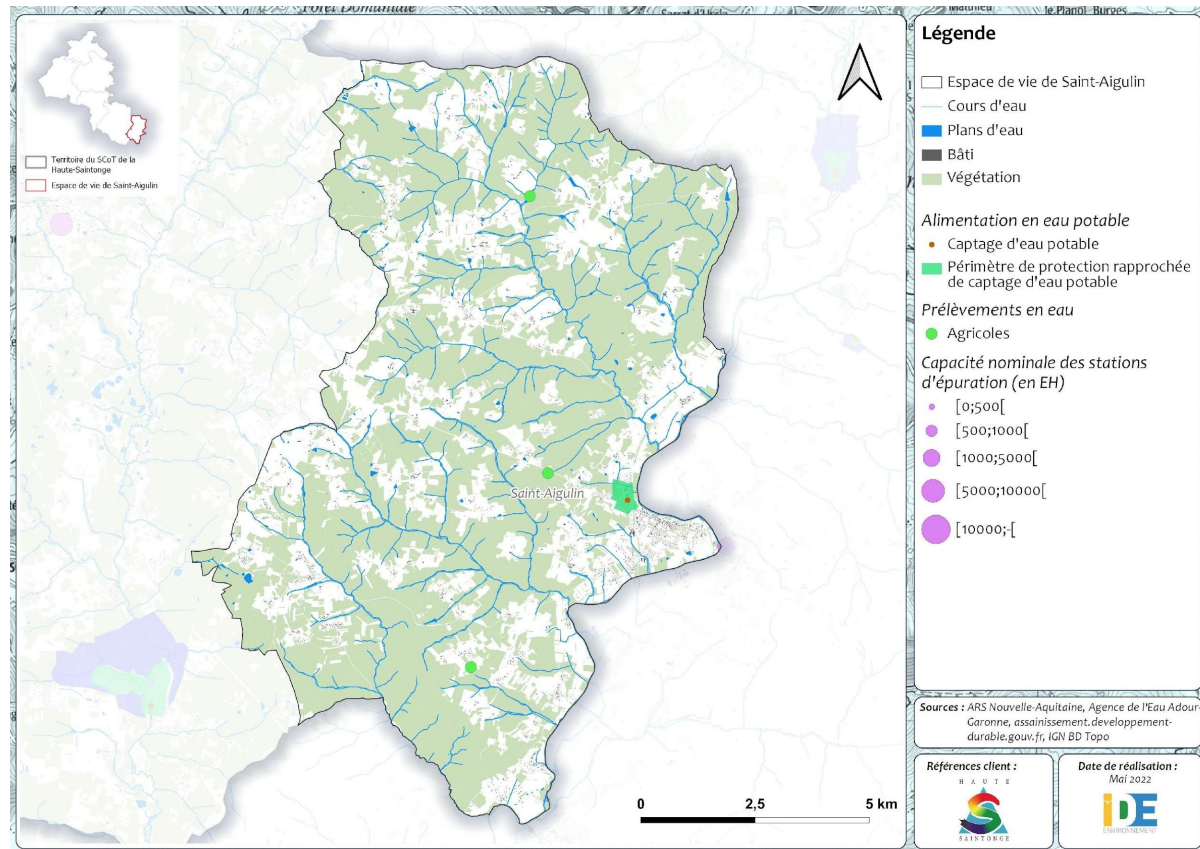 Territoire du SCoT de la
Haute-Saintonge
Espace de vie de Saint-Aigulin
Saint-Aigulin
0 2,5 5 km
Légende
Espace de vie de Saint-Aigulin
Cours d'eau
Plans d'eau
Bâti
Végétation
Alimentation en eau potable
Captage d'eau potable
Périmètre de protection rapprochée
de captage d'eau potable
Prélèvements en eau
Agricoles
Capacité nominale des stations
d'épuration (en EH)
[0;500[
[500;1000[
[1000;5000[
[5000;10000[
[10000;-[
Sources : ARS Nouvelle-Aquitaine, Agence de l'Eau Adour-
Garonne, assainissement.developpement-
durable.gouv.fr, IGN BD Topo
Références client :
HAUTE
SAINTONGE
Date de réalisation :
Mai 2022
iDE
ENVIRONNEMENT